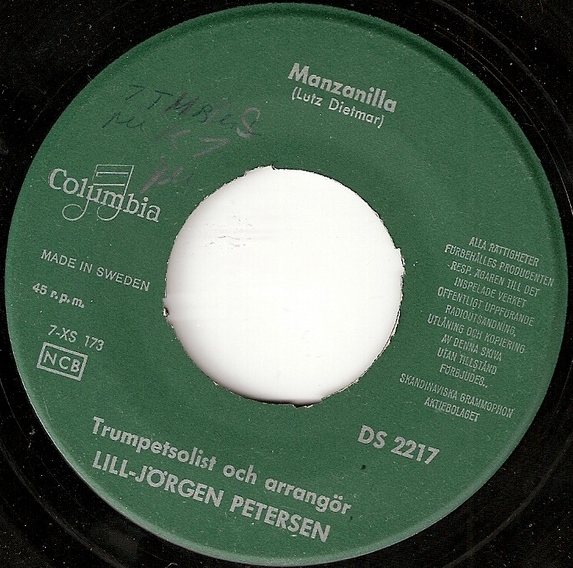 Manzanilla
(Lutz Dietmar)
Columbia
MADE IN SWEDEN
45 r.p.m.
7-XS 173
NCB
ALLA RÄTTIGHETER
FÖRBEHÅLLES PRODUCENTEN
RESP. ÄGAREN TILL DET
INSPELADE VERKET
OFFENTLIGT UPPFÖRANDE
RADIOUTSÄNDNING,
UTLÅNING OCH KOPIERING
AV DENNA SKIVA
UTAN TILLSTÅND
FÖRBJUDES.
SKANDINAVISKA GRAMMOPHON
AKTIEBOLAGET
DS 2217
Trumpetsolist och arrangör
LILL-JÖRGEN PETERSEN